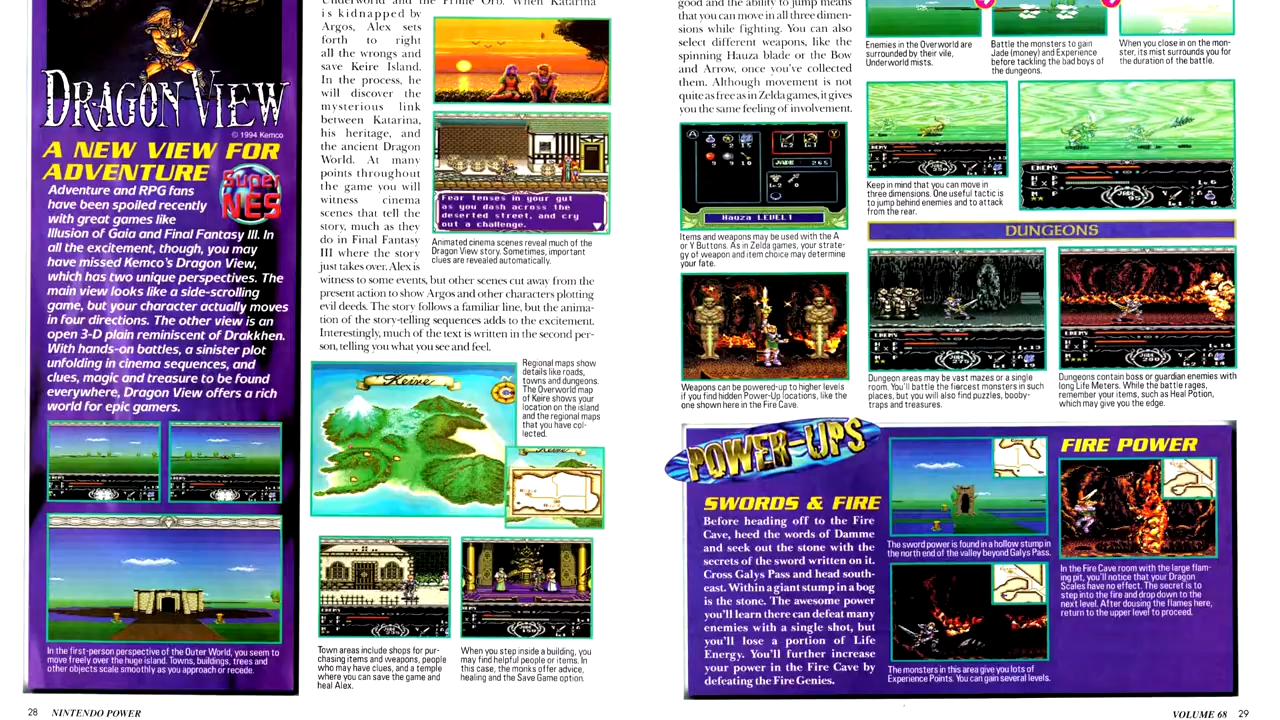 DRAGON VIEW
© 1994 Kemco
A NEW VIEW FOR
ADVENTURE
SUPER
NES
Adventure and RPG fans
have been spoiled recently
with great games like
Illusion of Gaia and Final Fantasy III. In
all the excitement, though, you may
have missed Kemco's Dragon View,
which has two unique perspectives. The
main view looks like a side-scrolling
game, but your character actually moves
in four directions. The other view is an
open 3-D plain reminiscent of Drakkhen.
With hands-on battles, a sinister plot
unfolding in cinema sequences, and
clues, magic and treasure to be found
everywhere, Dragon View offers a rich
world for epic gamers.
In the first-person perspective of the Outer World, you seem to
move freely over the huge island. Towns, buildings, trees and
other objects scale smoothly as you approach or recede.
28 NINTENDO POWER
Underworld and the Prime Orb. When Katarina
is kidnapped by
Argos, Alex sets
forth to right
all the wrongs and
save Keire Island.
In the process, he
will discover the
mysterious link
between Katarina,
his heritage, and
the ancient Dragon
World. At many
points throughout
the game you will
witness cinema
scenes that tell the
story, much as they
do in Final Fantasy
III where the story
just takes over. Alex is
witness to some events, but other scenes cut away from the
present action to show Argos and other characters plotting
evil deeds. The story follows a familiar line, but the anima-
tion of the story-telling sequences adds to the excitement.
Interestingly, much of the text is written in the second per-
son, telling you what you see and feel.
Fear tenses in your gut
as you dash across the
deserted street, and cry
out a challenge.
Animated cinema scenes reveal much of the
Dragon View story. Sometimes, important
clues are revealed automatically.
Keire
Regional maps show
details like roads,
towns and dungeons.
The Overworld map
of Keire shows your
location on the island
and the regional maps
that you have col-
lected.
Town areas include shops for pur-
chasing items and weapons, people
who may have clues, and a temple
where you can save the game and
heal Alex.
When you step inside a building, you
may find helpful people or items. In
this case, the monks offer advice,
healing and the Save Game option.
good and the ability to jump means
that you can move in all three dimen-
sions while fighting. You can also
select different weapons, like the
spinning Hauza blade or the Bow
and Arrow, once you've collected
them. Although movement is not
quite as free as in Zelda games, it gives
you the same feeling of involvement.
A
Y
JADE 265
Hauza LEVEL1
Items and weapons may be used with the A
or Y Buttons. As in Zelda games, your strate-
gy of weapon and item choice may determine
your fate.
Weapons can be powered-up to higher levels
if you find hidden Power-Up locations, like the
one shown here in the Fire Cave.
Enemies in the Overworld are
surrounded by their vile,
Underworld mists.
Battle the monsters to gain
Jade (money) and Experience
before tackling the bad boys of
the dungeons.
When you close in on the mon-
ster, its mist surrounds you for
the duration of the battle.
Keep in mind that you can move in
three dimensions. One useful tactic is
to jump behind enemies and to attack
from the rear.
ENEMY
DUNGEONS
Dungeon areas may be vast mazes or a single
room. You'll battle the fiercest monsters in such
places, but you will also find puzzles, booby-
traps and treasures.
Dungeons contain boss or guardian enemies with
long Life Meters. While the battle rages,
remember your items, such as Heal Potion,
which may give you the edge.
POWER-UPS
SWORDS & FIRE
Before heading off to the Fire
Cave, heed the words of Damme
and seek out the stone with the
secrets of the sword written on it.
Cross Galys Pass and head south-
east. Within a giant stump in a bog
is the stone. The awesome power
you'll learn there can defeat many
enemies with a single shot, but
you'll lose a portion of Life
Energy. You'll further increase
your power in the Fire Cave by
defeating the Fire Genies.
The sword power is found in a hollow stump in
the north end of the valley beyond Galys Pass.
The monsters in this area give you lots of
Experience Points. You can gain several levels.
FIRE POWER
In the Fire Cave room with the large flam-
ing pit, you'll notice that your Dragon
Scales have no effect. The secret is to
step into the fire and drop down to the
next level. After dousing the flames here,
return to the upper level to proceed.
VOLUME 68 29